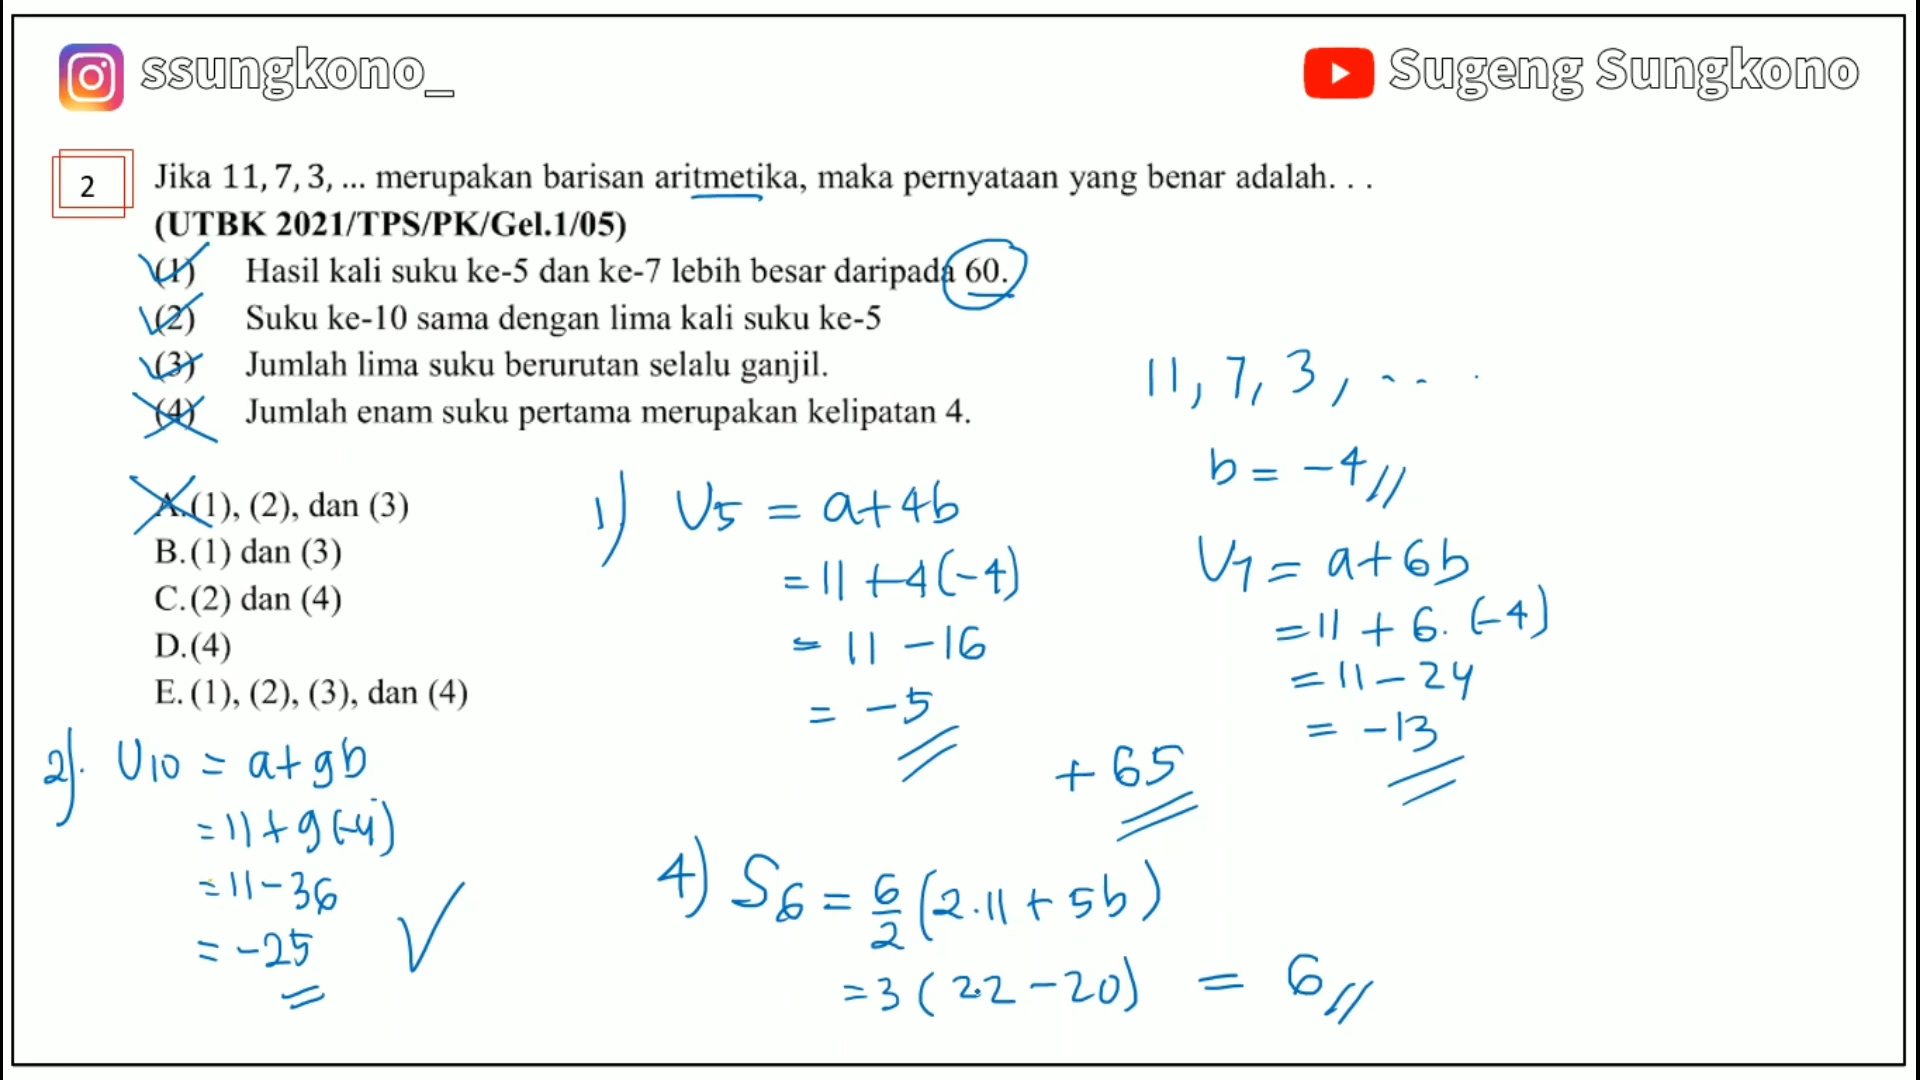 ssungkono_
Sugeng Sungkono
2
Jika 11, 7, 3, ... merupakan barisan aritmetika, maka pernyataan yang benar adalah. . .
(UTBK 2021/TPS/PK/Gel.1/05)
(1) Hasil kali suku ke-5 dan ke-7 lebih besar daripada 60.
(2) Suku ke-10 sama dengan lima kali suku ke-5
(3) Jumlah lima suku berurutan selalu ganjil.
(4) Jumlah enam suku pertama merupakan kelipatan 4.
A.(1), (2), dan (3)
B.(1) dan (3)
C.(2) dan (4)
D.(4)
E.(1), (2), (3), dan (4)
11, 7, 3, ....
b = -4
1) U5 = a+4b
= 11 + 4(-4)
= 11 - 16
= -5
U7 = a+6b
= 11 + 6. (-4)
= 11 - 24
= -13
+65
2). U10 = a+9b
= 11 + 9(-4)
= 11 - 36
= -25
4) S6 = 6/2 (2.11 + 5b)
= 3 (22 - 20) = 6